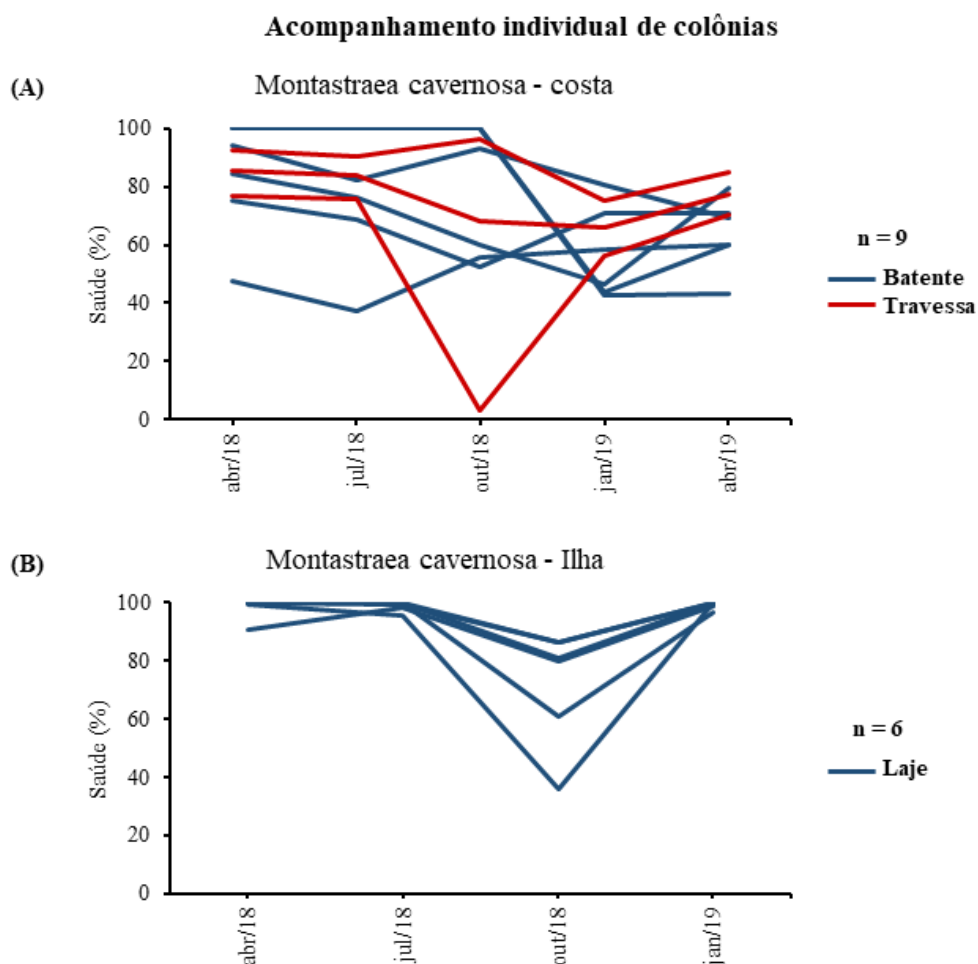 Acompanhamento individual de colônias
(A)
Montastraea cavernosa - costa
Saúde (%)
100
80
60
40
20
0
abr/18
jul/18
out/18
jan/19
abr/19
n = 9
Batente
Travessa
(B)
Montastraea cavernosa - Ilha
Saúde (%)
100
80
60
40
20
0
abr/18
jul/18
out/18
jan/19
n = 6
Laje